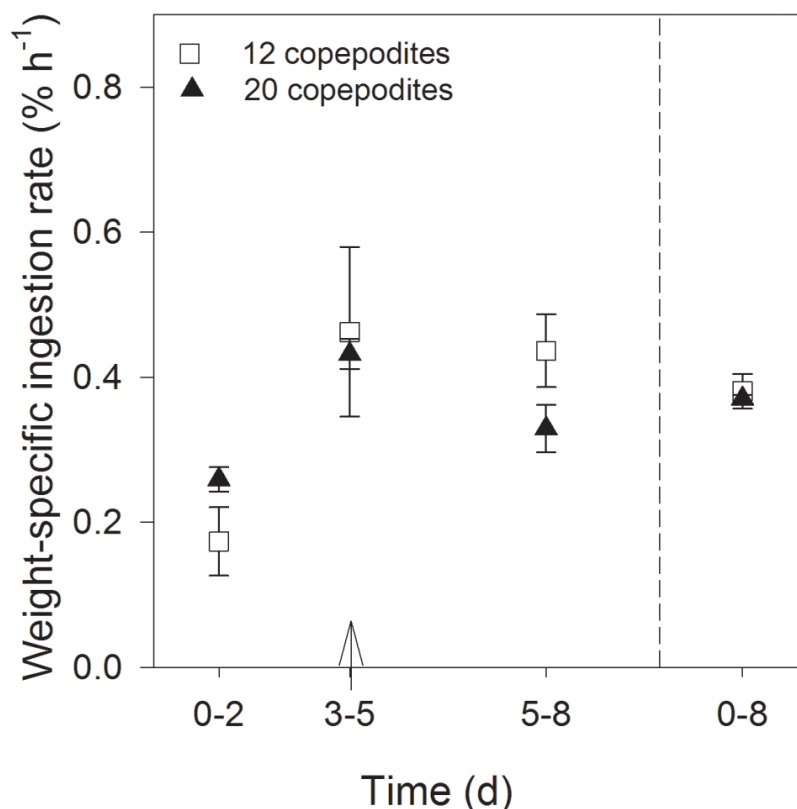 12 copepodites
20 copepodites
Weight-specific ingestion rate (% h⁻¹)
0.8
0.6
0.4
0.2
0.0
0-2 3-5 5-8 0-8
Time (d)